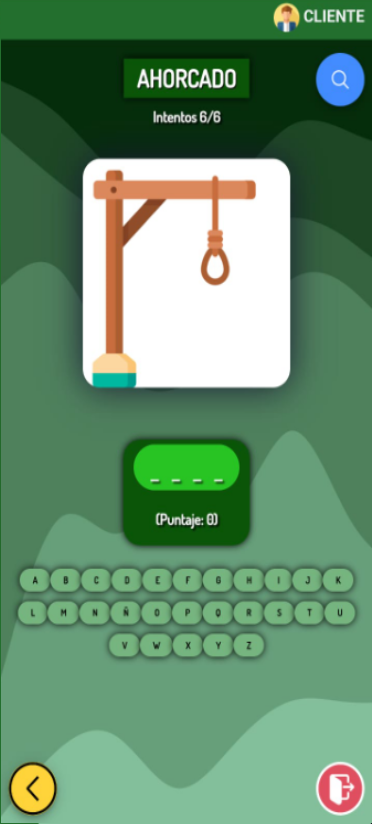 CLIENTE
AHORCADO
Intentos 6/6
_ _ _ _
(Puntaje: 0)
A B C D E F G H I J K
L M N Ñ O P Q R S T U
V W X Y Z